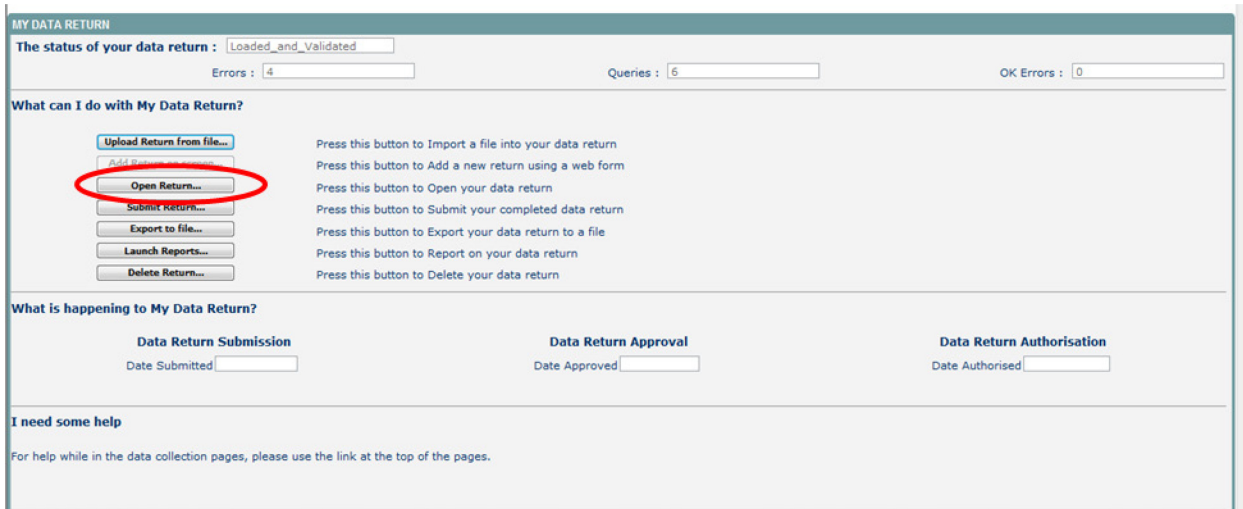 MY DATA RETURN
The status of your data return : Loaded_and_Validated
Errors : 4 Queries : 6 OK Errors : 0
What can I do with My Data Return?
Upload Return from file... Press this button to Import a file into your data return
Add Return on screen... Press this button to Add a new return using a web form
Open Return... Press this button to Open your data return
Submit Return... Press this button to Submit your completed data return
Export to file... Press this button to Export your data return to a file
Launch Reports... Press this button to Report on your data return
Delete Return... Press this button to Delete your data return
What is happening to My Data Return?
Data Return Submission Data Return Approval Data Return Authorisation
Date Submitted Date Approved Date Authorised
I need some help
For help while in the data collection pages, please use the link at the top of the pages.